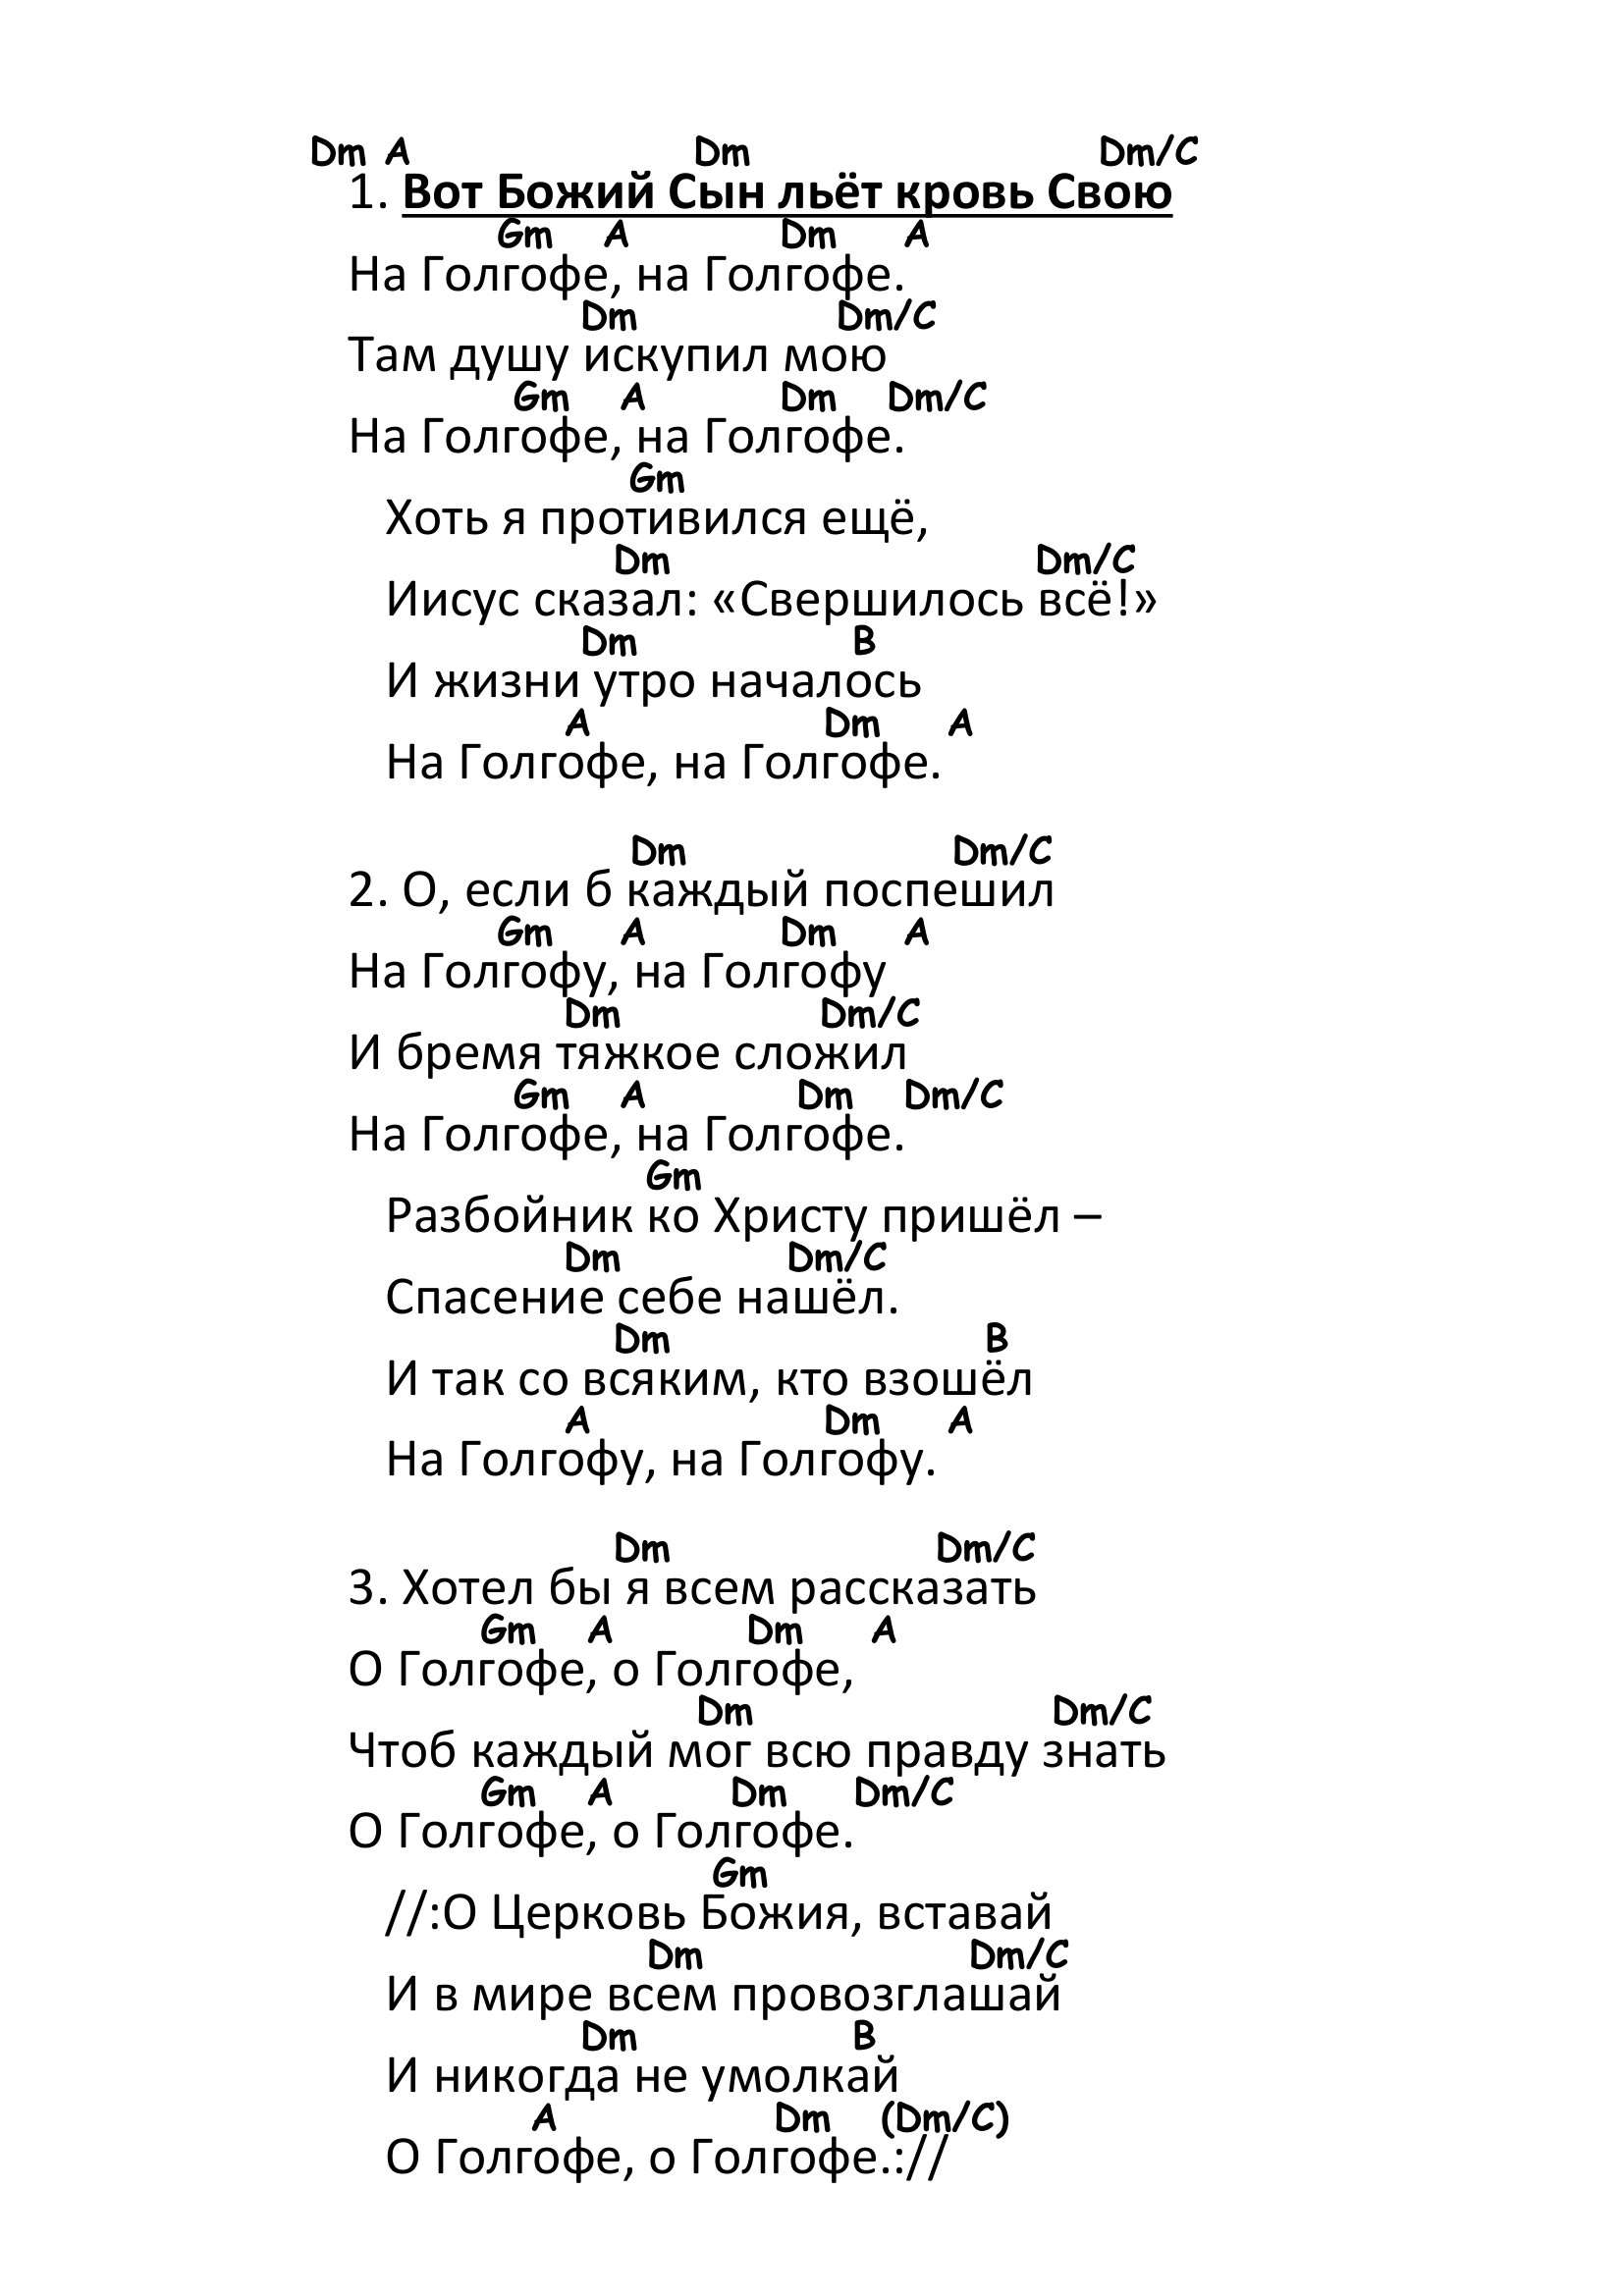 Dm A Dm Dm/C
1. Вот Божий Сын льёт кровь Свою
Gm A Dm A
На Голгофе, на Голгофе.
Dm Dm/C
Там душу искупил мою
Gm A Dm Dm/C
На Голгофе, на Голгофе.
Gm
Хоть я противился ещё,
Dm Dm/C
Иисус сказал: «Свершилось всё!»
Dm B
И жизни утро началось
A Dm A
На Голгофе, на Голгофе.
Dm Dm/C
2. О, если б каждый поспешил
Gm A Dm A
На Голгофу, на Голгофу
Dm Dm/C
И бремя тяжкое сложил
Gm A Dm Dm/C
На Голгофе, на Голгофе.
Gm
Разбойник ко Христу пришёл –
Dm Dm/C
Спасение себе нашёл.
Dm B
И так со всяким, кто взошёл
A Dm A
На Голгофу, на Голгофу.
Dm Dm/C
3. Хотел бы я всем рассказать
Gm A Dm A
О Голгофе, о Голгофе,
Dm Dm/C
Чтоб каждый мог всю правду знать
Gm A Dm Dm/C
О Голгофе, о Голгофе.
Gm
//:О Церковь Божия, вставай
Dm Dm/C
И в мире всем провозглашай
Dm B
И никогда не умолкай
A Dm (Dm/C)
О Голгофе, о Голгофе.://